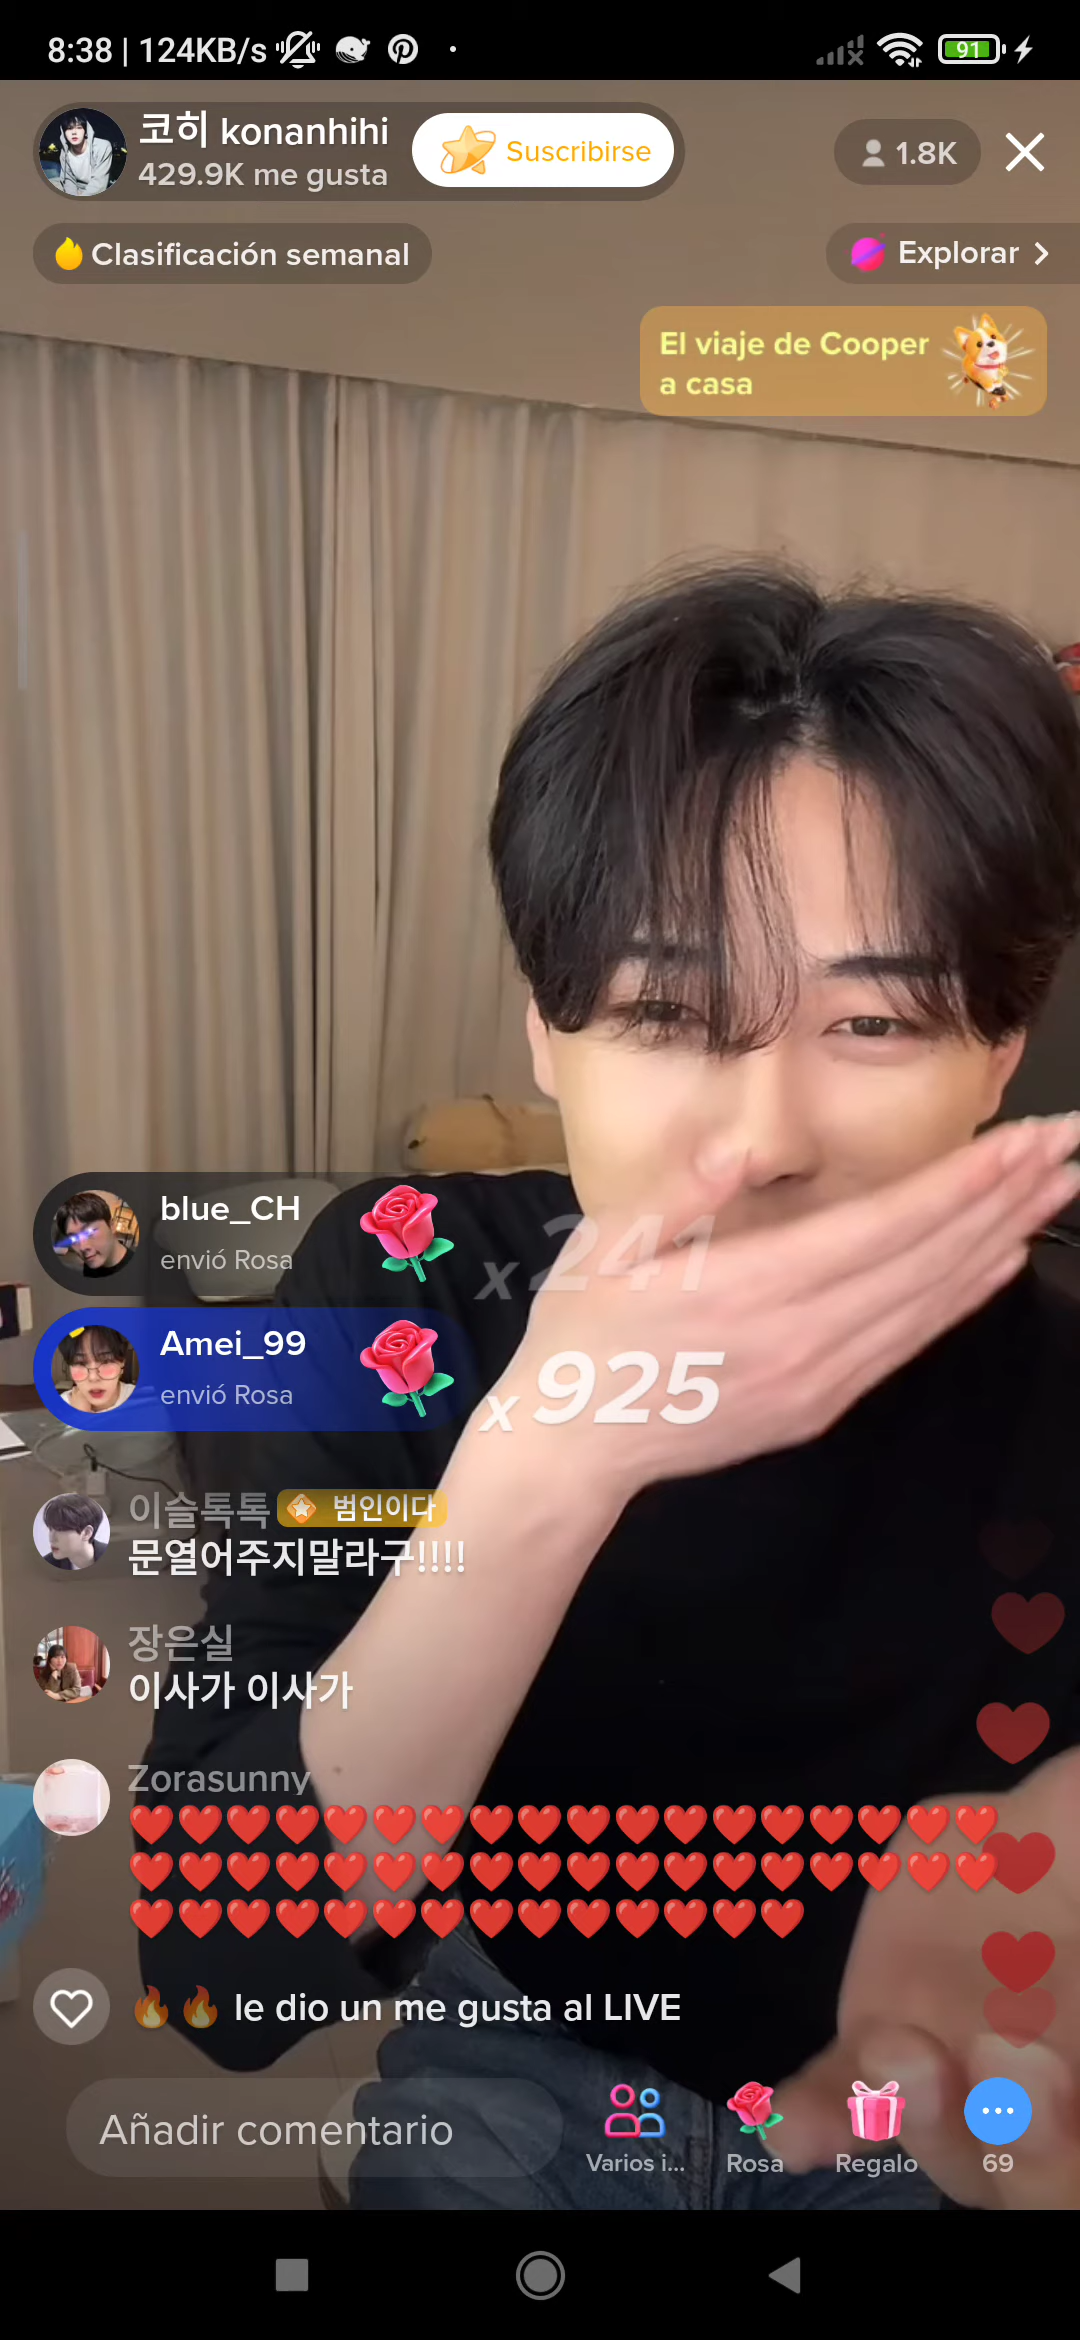 8:38 | 124KB/s
91
코히 konanhihi
429.9K me gusta
Suscribirse
1.8K
Clasificación semanal
Explorar
El viaje de Cooper
a casa
blue_CH
envió Rosa
x 241
Amei_99
envió Rosa
x 925
이슬톡톡 범인이다
문열어주지말라구!!!!
장은실
이사가 이사가
Zorasunny
❤️❤️❤️❤️❤️❤️❤️❤️❤️❤️❤️❤️❤️❤️❤️❤️❤️❤️
❤️❤️❤️❤️❤️❤️❤️❤️❤️❤️❤️❤️❤️❤️❤️❤️❤️❤️
❤️❤️❤️❤️❤️❤️❤️❤️❤️❤️❤️❤️❤️❤️
🔥🔥 le dio un me gusta al LIVE
Añadir comentario
Varios i...
Rosa
Regalo
69